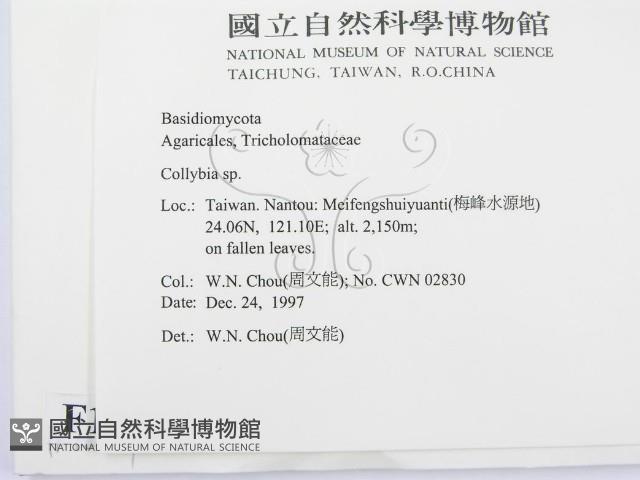 國立自然科學博物館
NATIONAL MUSEUM OF NATURAL SCIENCE
TAICHUNG, TAIWAN, R.O.CHINA
Basidiomycota
Agaricales, Tricholomataceae
Collybia sp.
Loc.: Taiwan. Nantou: Meifengshuiyuanti(梅峰水源地)
24.06N, 121.10E; alt. 2,150m;
on fallen leaves.
Col.: W.N. Chou(周文能); No. CWN 02830
Date: Dec. 24, 1997
Det.: W.N. Chou(周文能)
國立自然科學博物館
NATIONAL MUSEUM OF NATURAL SCIENCE